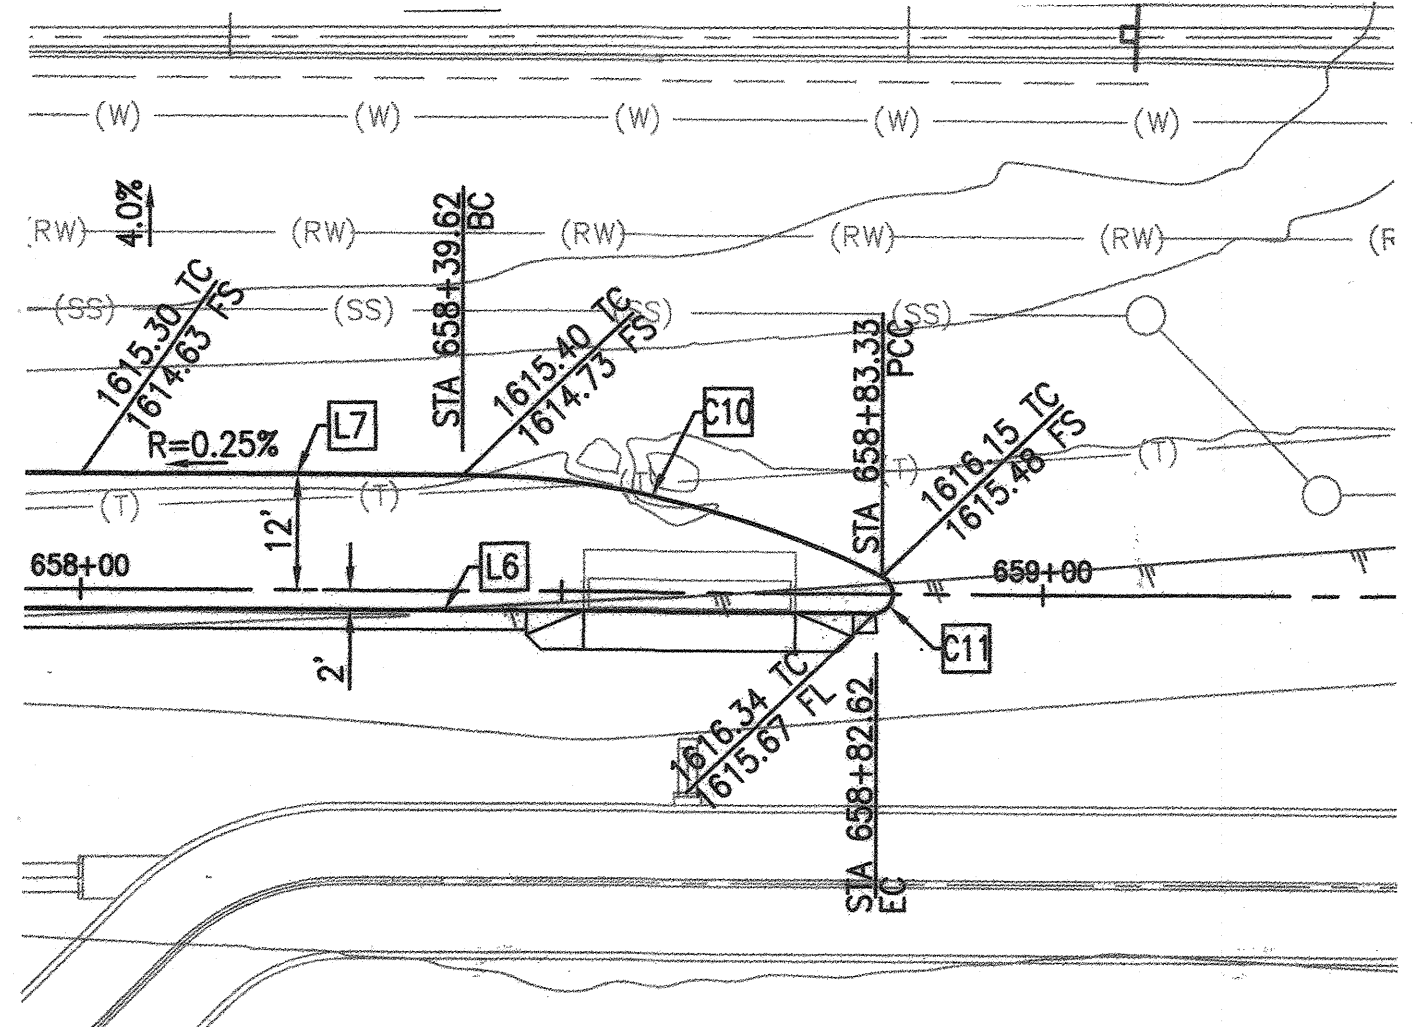 (W) (W) (W) (W) (W)
4.0%
(RW) (RW) (RW) (RW) (RW)
STA 658+39.62
BC
(SS) (SS) (SS) (SS)
1615.30 TC
1614.63 FS
1615.40 TC
1614.73 FS
STA 658+83.33
PCC
1616.15 TC
1615.48 FS
L7
C10
R=0.25%
(T) (T) (T) (T)
12'
658+00
L6
659+00
C11
2'
1616.34 TC
1615.67 FL
STA 658+82.62
EC